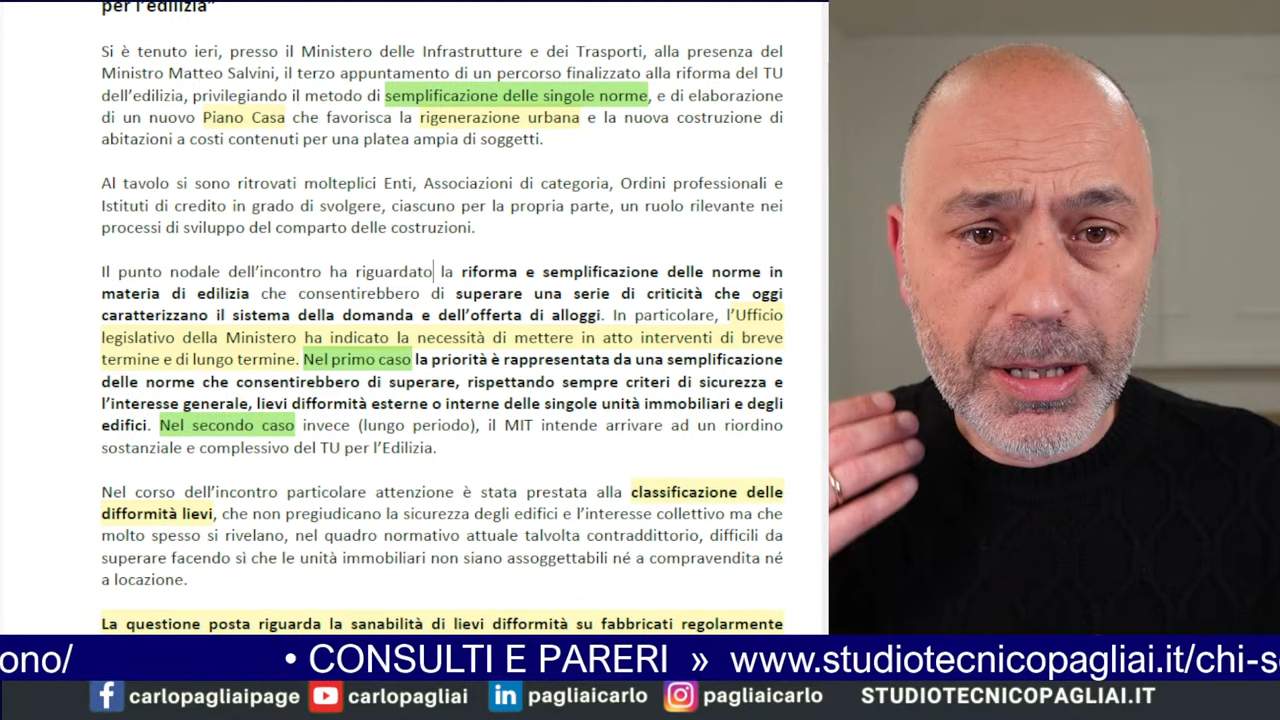 per l'edilizia"
Si è tenuto ieri, presso il Ministero delle Infrastrutture e dei Trasporti, alla presenza del
Ministro Matteo Salvini, il terzo appuntamento di un percorso finalizzato alla riforma del TU
dell'edilizia, privilegiando il metodo di semplificazione delle singole norme, e di elaborazione
di un nuovo Piano Casa che favorisca la rigenerazione urbana e la nuova costruzione di
abitazioni a costi contenuti per una platea ampia di soggetti.
Al tavolo si sono ritrovati molteplici Enti, Associazioni di categoria, Ordini professionali e
Istituti di credito in grado di svolgere, ciascuno per la propria parte, un ruolo rilevante nei
processi di sviluppo del comparto delle costruzioni.
Il punto nodale dell'incontro ha riguardato la riforma e semplificazione delle norme in
materia di edilizia che consentirebbero di superare una serie di criticità che oggi
caratterizzano il sistema della domanda e dell'offerta di alloggi. In particolare, l'Ufficio
legislativo della Ministero ha indicato la necessità di mettere in atto interventi di breve
termine e di lungo termine. Nel primo caso la priorità è rappresentata da una semplificazione
delle norme che consentirebbero di superare, rispettando sempre criteri di sicurezza e
l'interesse generale, lievi difformità esterne o interne delle singole unità immobiliari e degli
edifici. Nel secondo caso invece (lungo periodo), il MIT intende arrivare ad un riordino
sostanziale e complessivo del TU per l'Edilizia.
Nel corso dell'incontro particolare attenzione è stata prestata alla classificazione delle
difformità lievi, che non pregiudicano la sicurezza degli edifici e l'interesse collettivo ma che
molto spesso si rivelano, nel quadro normativo attuale talvolta contraddittorio, difficili da
superare facendo sì che le unità immobiliari non siano assoggettabili né a compravendita né
a locazione.
La questione posta riguarda la sanabilità di lievi difformità su fabbricati regolarmente
ono/ • CONSULTI E PARERI » www.studiotecnicopagliai.it/chi-s
carlopagliaipage carlopagliai pagliaicarlo pagliaicarlo STUDIOTECNICOPAGLIAI.IT